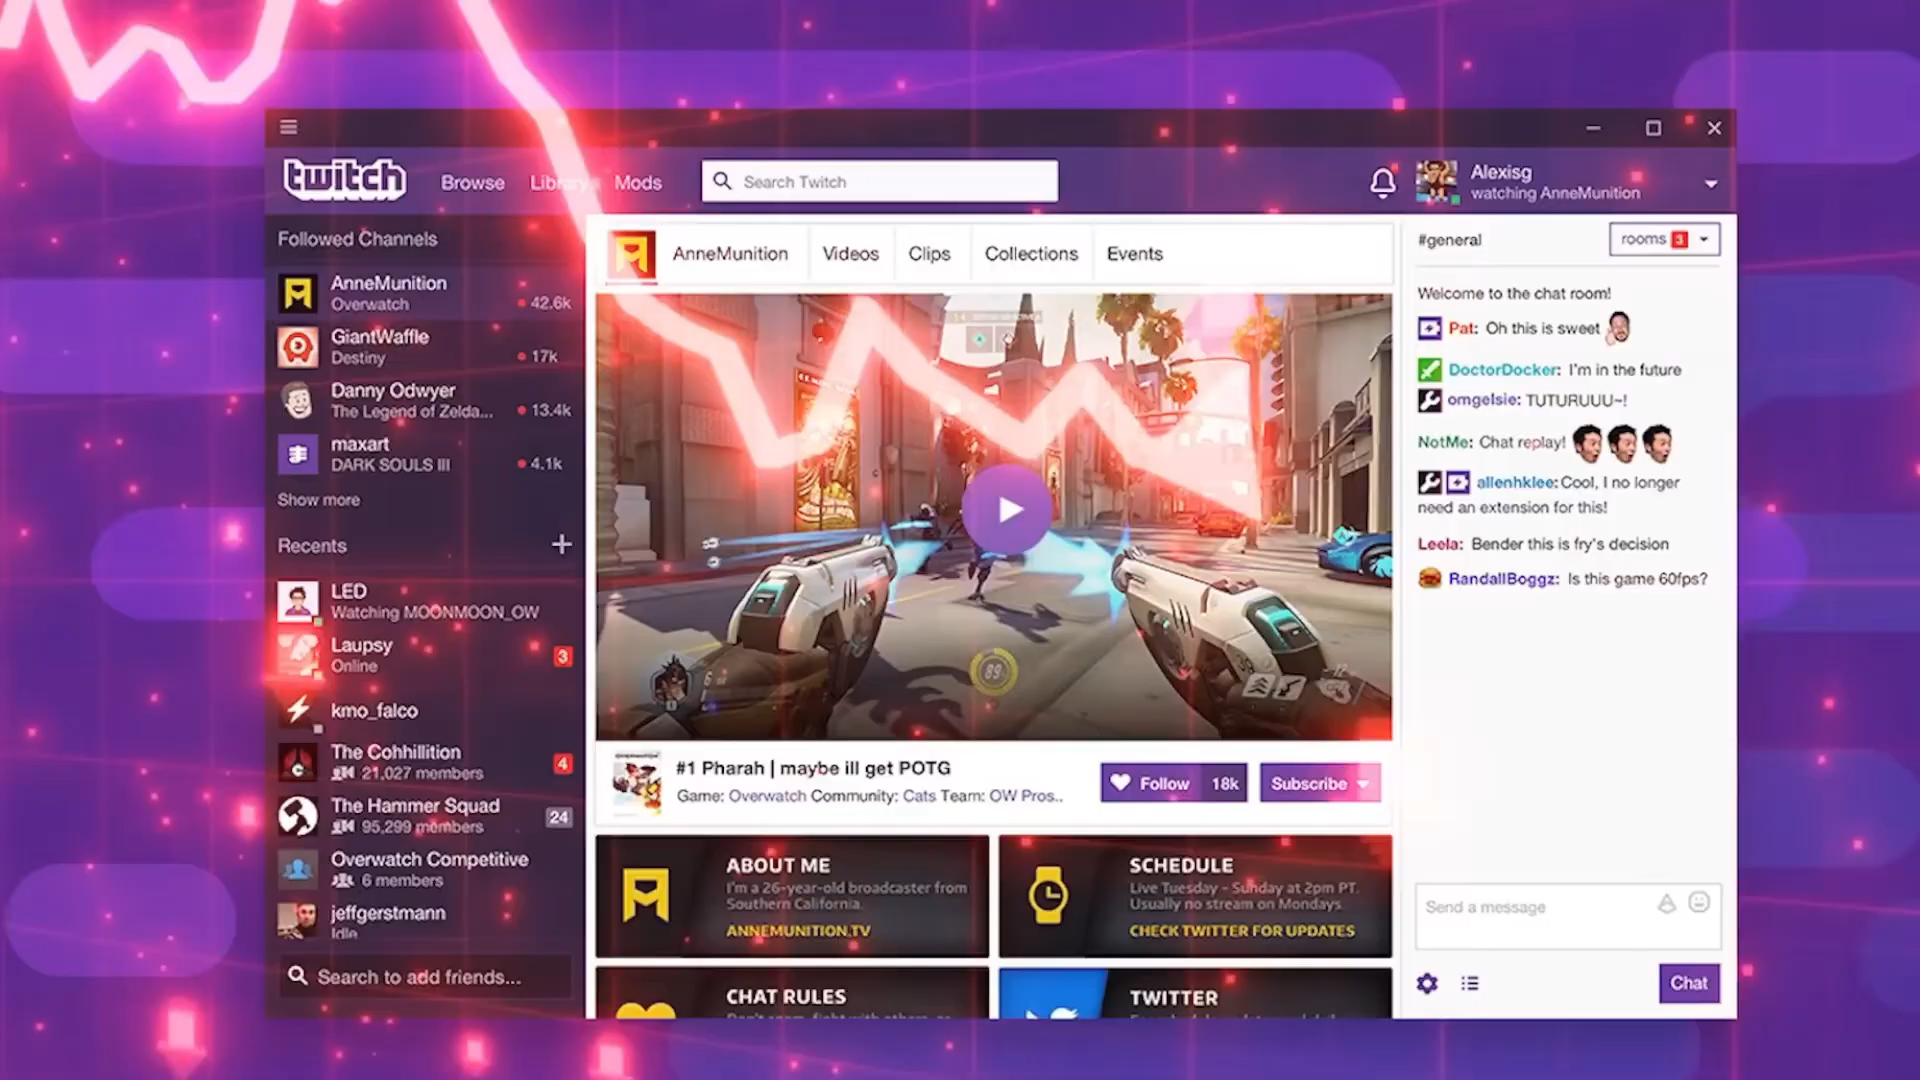 twitch
Browse
Library
Mods
Search Twitch
Alexisg
watching AnneMunition
Followed Channels
AnneMunition
Overwatch
42.6k
GiantWaffle
Destiny
17k
Danny Odwyer
The Legend of Zelda...
13.4k
maxart
DARK SOULS III
4.1k
Show more
Recents
LED
Watching MOONMOON_OW
Laupsy
Online
3
kmo_falco
The Cohhilition
21,027 members
4
The Hammer Squad
95,299 members
24
Overwatch Competitive
6 members
jeffgerstmann
Idle
Search to add friends...
AnneMunition
Videos
Clips
Collections
Events
89
#1 Pharah | maybe ill get POTG
Game: Overwatch Community: Cats Team: OW Pros..
Follow
18k
Subscribe
ABOUT ME
I'm a 26-year-old broadcaster from
Southern California.
ANNEMUNITION.TV
SCHEDULE
Live Tuesday - Sunday at 2pm PT.
Usually no stream on Mondays.
CHECK TWITTER FOR UPDATES
CHAT RULES
TWITTER
#general
rooms 3
Welcome to the chat room!
Pat: Oh this is sweet
DoctorDocker: I'm in the future
omgelsie: TUTURUUU~!
NotMe: Chat replay!
allenhklee: Cool, I no longer
need an extension for this!
Leela: Bender this is fry's decision
RandallBoggz: Is this game 60fps?
Send a message
Chat